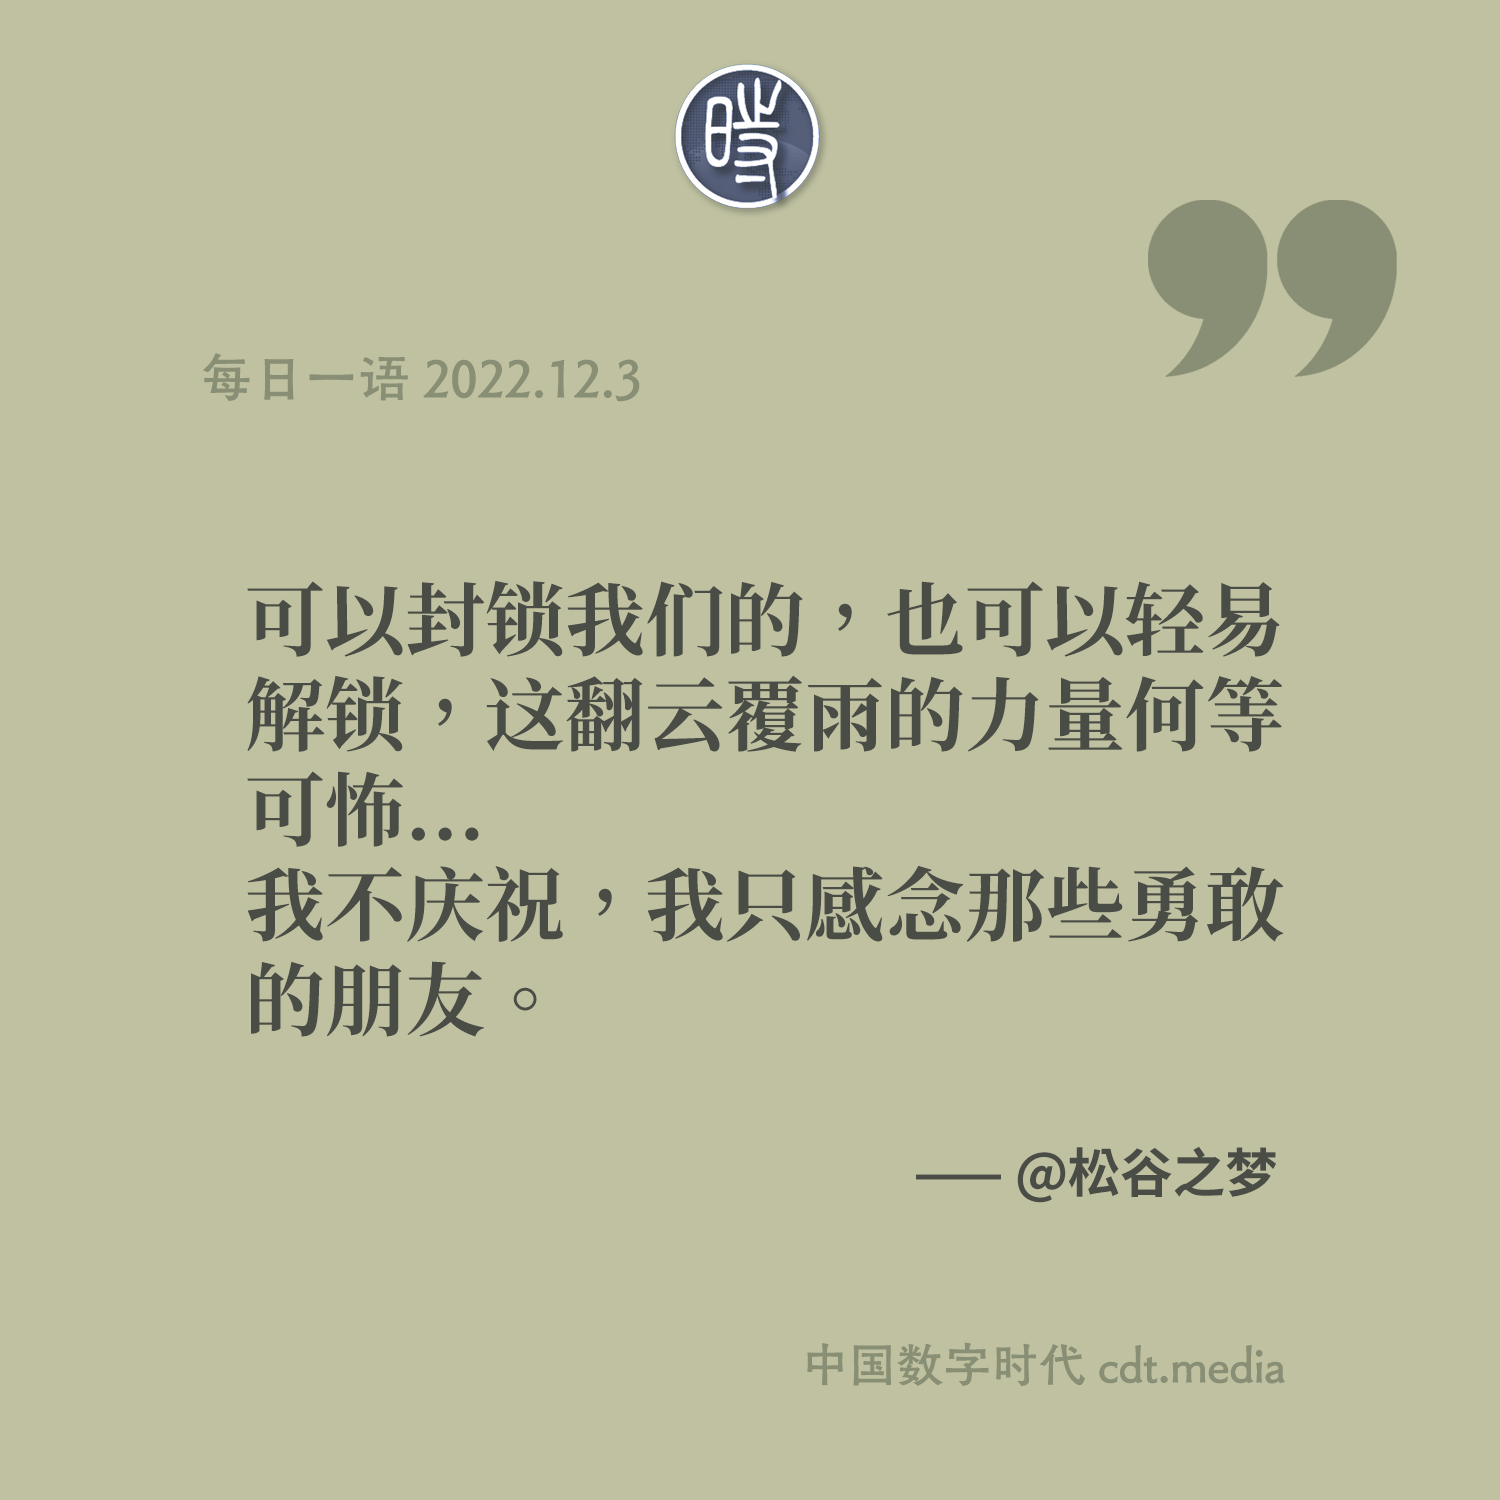 時
每日一语 2022.12.3
可以封锁我们的，也可以轻易
解锁，这翻云覆雨的力量何等
可怖...
我不庆祝，我只感念那些勇敢
的朋友。
—— @松谷之梦
中国数字时代 cdt.media